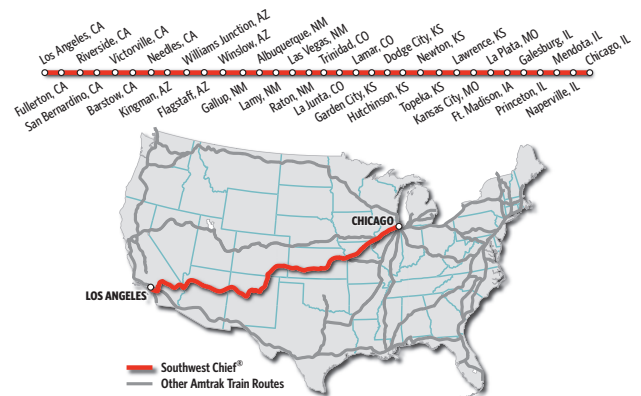 Los Angeles, CA
Riverside, CA
Victorville, CA
Needles, CA
Williams Junction, AZ
Winslow, AZ
Albuquerque, NM
Las Vegas, NM
Trinidad, CO
Lamar, CO
Dodge City, KS
Newton, KS
Lawrence, KS
La Plata, MO
Galesburg, IL
Mendota, IL
Chicago, IL
Fullerton, CA
San Bernardino, CA
Barstow, CA
Kingman, AZ
Flagstaff, AZ
Gallup, NM
Lamy, NM
Raton, NM
La Junta, CO
Garden City, KS
Hutchinson, KS
Topeka, KS
Kansas City, MO
Ft. Madison, IA
Princeton, IL
Naperville, IL
CHICAGO
LOS ANGELES
Southwest Chief®
Other Amtrak Train Routes